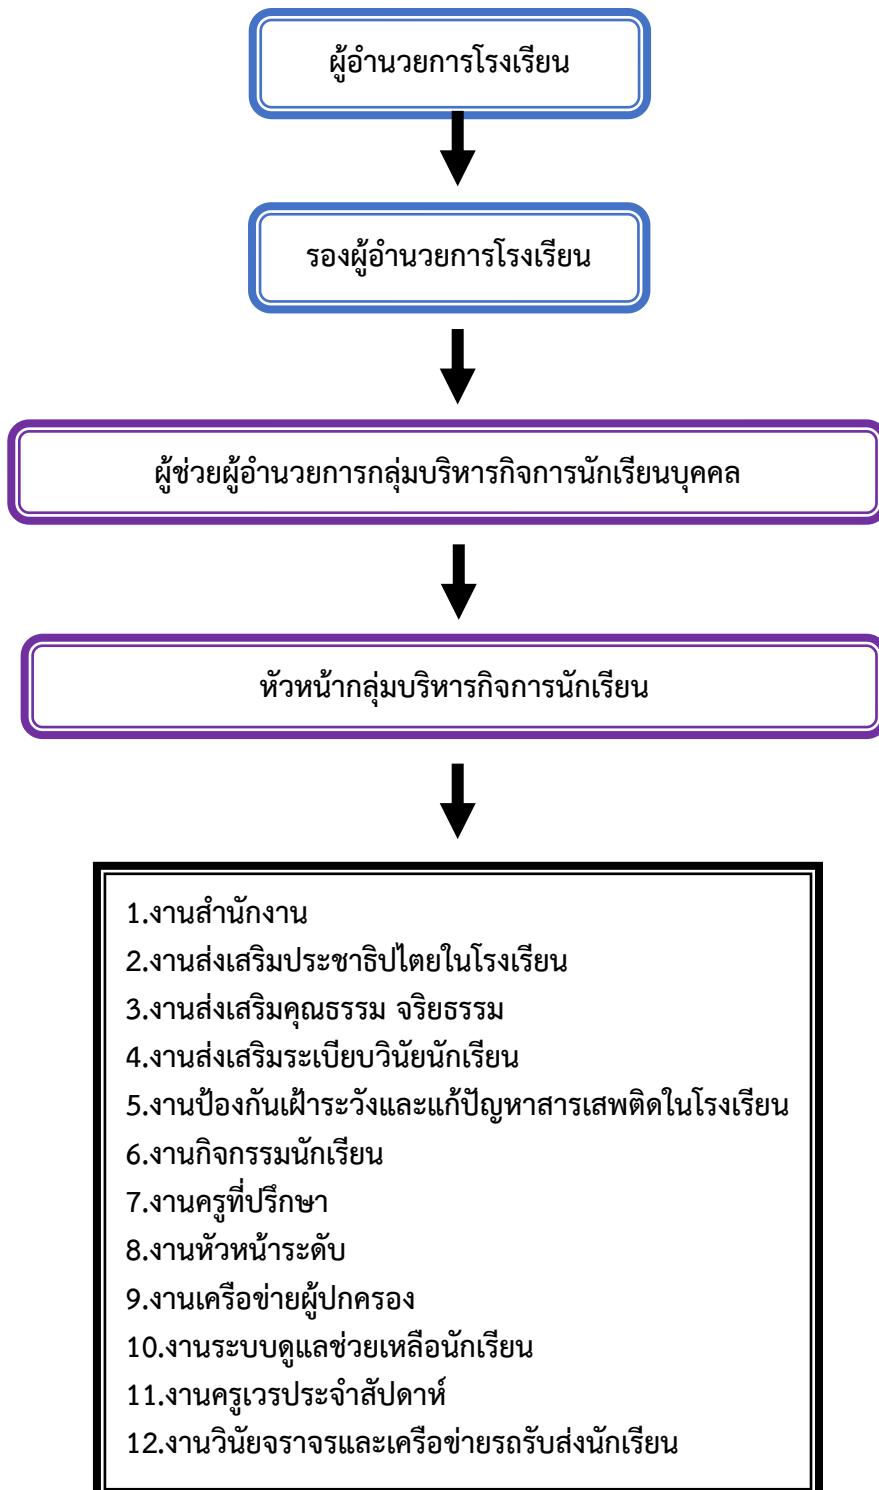 ผู้อำนวยการโรงเรียน
รองผู้อำนวยการโรงเรียน
ผู้ช่วยผู้อำนวยการกลุ่มบริหารกิจการนักเรียนบุคคล
หัวหน้ากลุ่มบริหารกิจการนักเรียน
1.งานสำนักงาน
2.งานส่งเสริมประชาธิปไตยในโรงเรียน
3.งานส่งเสริมคุณธรรม จริยธรรม
4.งานส่งเสริมระเบียบวินัยนักเรียน
5.งานป้องกันเฝ้าระวังและแก้ปัญหาสารเสพติดในโรงเรียน
6.งานกิจกรรมนักเรียน
7.งานครูที่ปรึกษา
8.งานหัวหน้าระดับ
9.งานเครือข่ายผู้ปกครอง
10.งานระบบดูแลช่วยเหลือนักเรียน
11.งานครูเวรประจำสัปดาห์
12.งานวินัยจราจรและเครือข่ายรถรับส่งนักเรียน